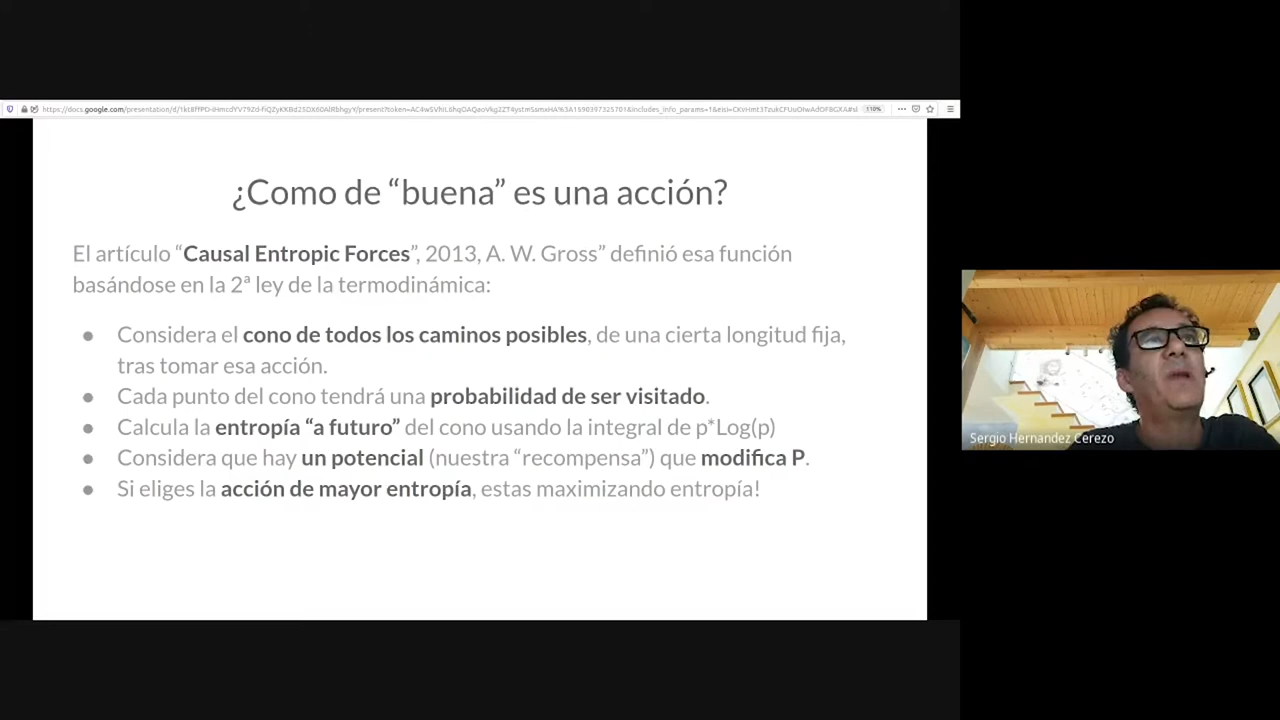 ¿Como de “buena” es una acción?
El artículo “Causal Entropic Forces”, 2013, A. W. Gross” definió esa función
basándose en la 2ª ley de la termodinámica:
● Considera el cono de todos los caminos posibles, de una cierta longitud fija,
tras tomar esa acción.
● Cada punto del cono tendrá una probabilidad de ser visitado.
● Calcula la entropía “a futuro” del cono usando la integral de p*Log(p)
● Considera que hay un potencial (nuestra “recompensa”) que modifica P.
● Si eliges la acción de mayor entropía, estas maximizando entropía!
110%
Sergio Hernandez Cerezo